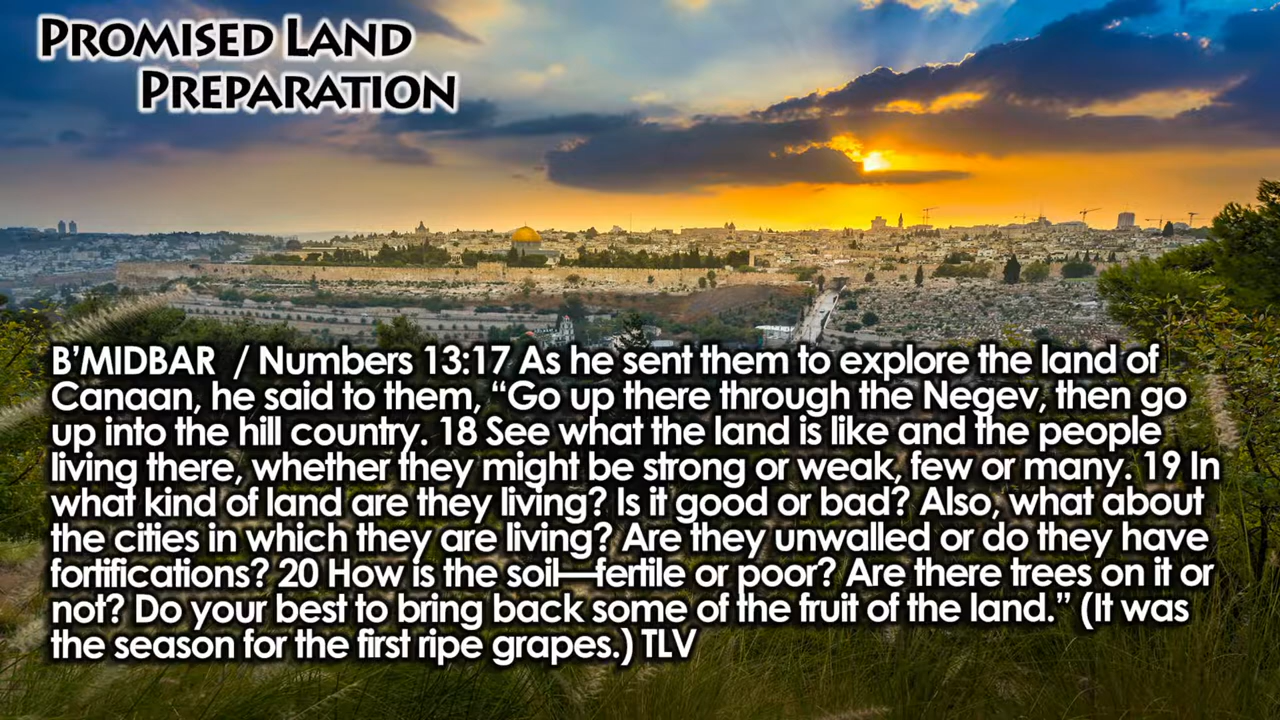 PROMISED LAND
PREPARATION
B’MIDBAR / Numbers 13:17 As he sent them to explore the land of
Canaan, he said to them, “Go up there through the Negev, then go
up into the hill country. 18 See what the land is like and the people
living there, whether they might be strong or weak, few or many. 19 In
what kind of land are they living? Is it good or bad? Also, what about
the cities in which they are living? Are they unwalled or do they have
fortifications? 20 How is the soil—fertile or poor? Are there trees on it or
not? Do your best to bring back some of the fruit of the land.” (It was
the season for the first ripe grapes.) TLV